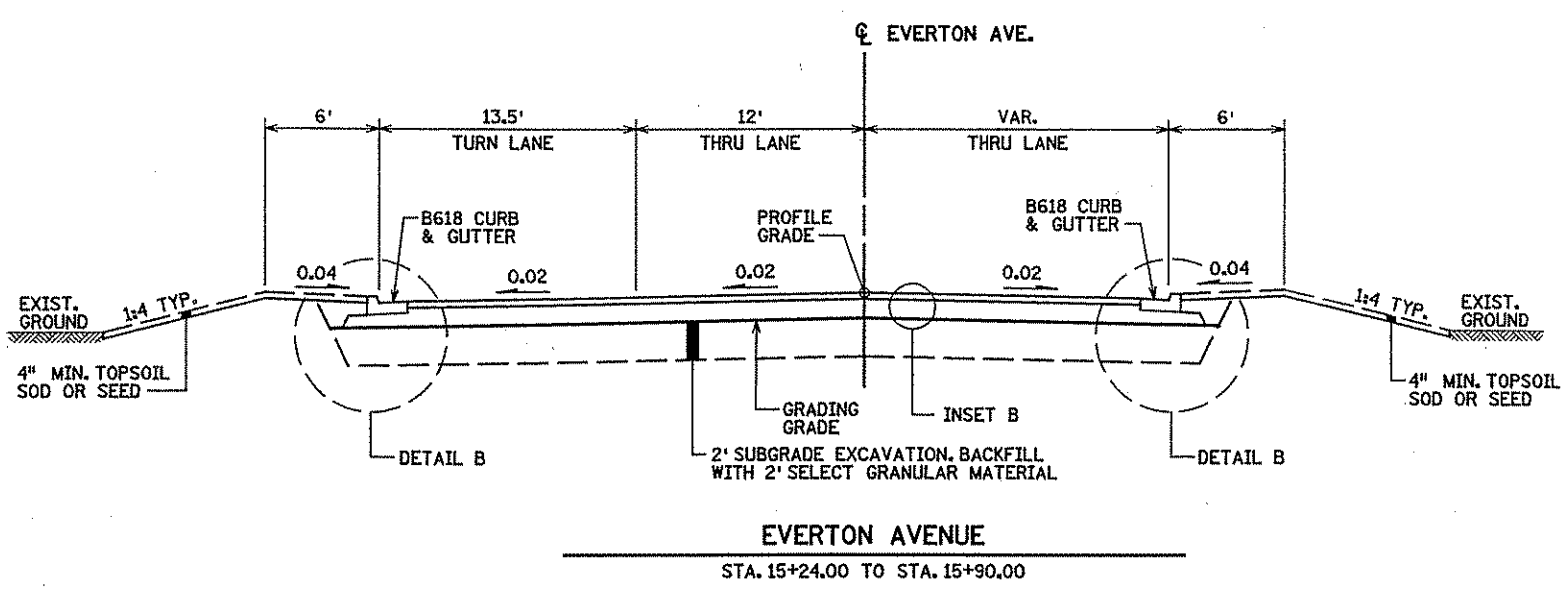 ℄ EVERTON AVE.
6'
13.5'
TURN LANE
12'
THRU LANE
VAR.
THRU LANE
6'
B618 CURB
& GUTTER
PROFILE
GRADE
B618 CURB
& GUTTER
0.04
0.02
0.02
0.02
0.04
EXIST.
GROUND
1:4 TYP.
1:4 TYP.
EXIST.
GROUND
4" MIN. TOPSOIL
SOD OR SEED
4" MIN. TOPSOIL
SOD OR SEED
GRADING
GRADE
INSET B
DETAIL B
2' SUBGRADE EXCAVATION. BACKFILL
WITH 2' SELECT GRANULAR MATERIAL
DETAIL B
EVERTON AVENUE
STA. 15+24.00 TO STA. 15+90.00